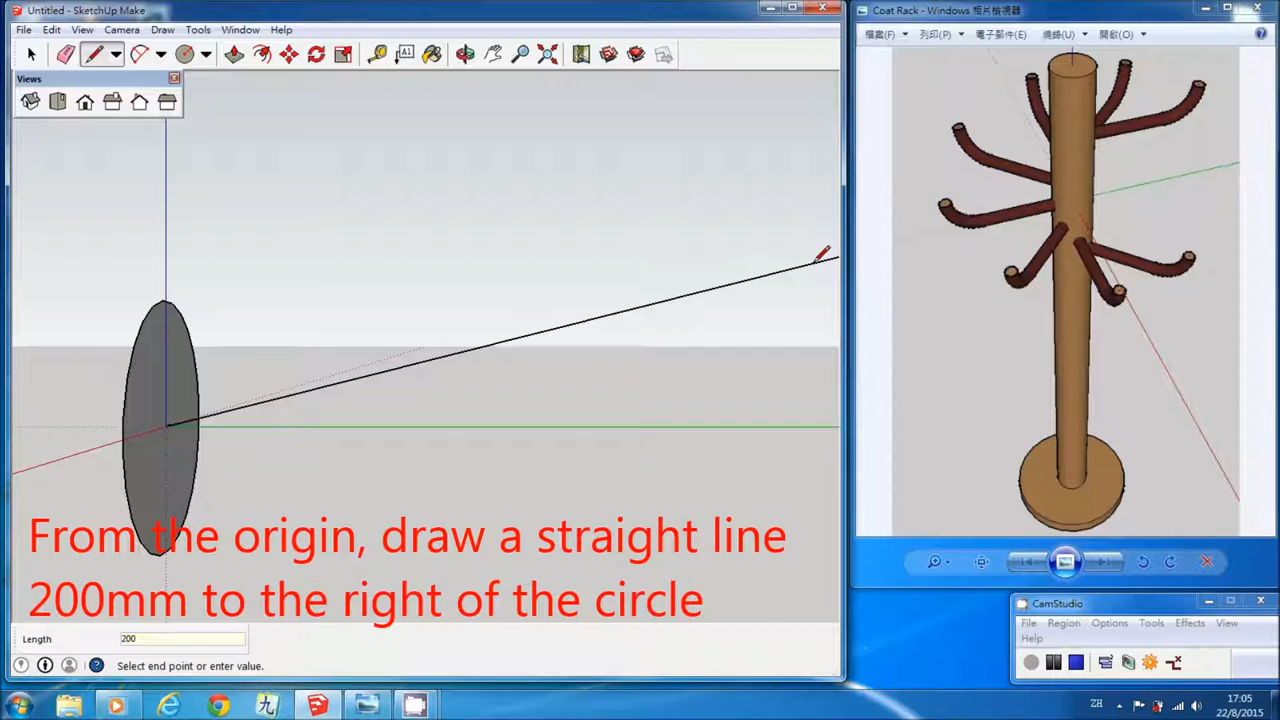 Untitled - SketchUp Make
File Edit View Camera Draw Tools Window Help
A1
Views
From the origin, draw a straight line
200mm to the right of the circle
Length 200
Select end point or enter value.
Coat Rack - Windows 相片檢視器
檔案(F) 列印(P) 電子郵件(E) 燒錄(U) 開啟(O)
CamStudio
File Region Options Tools Effects View
Help
九
ZH
17:05
22/8/2015